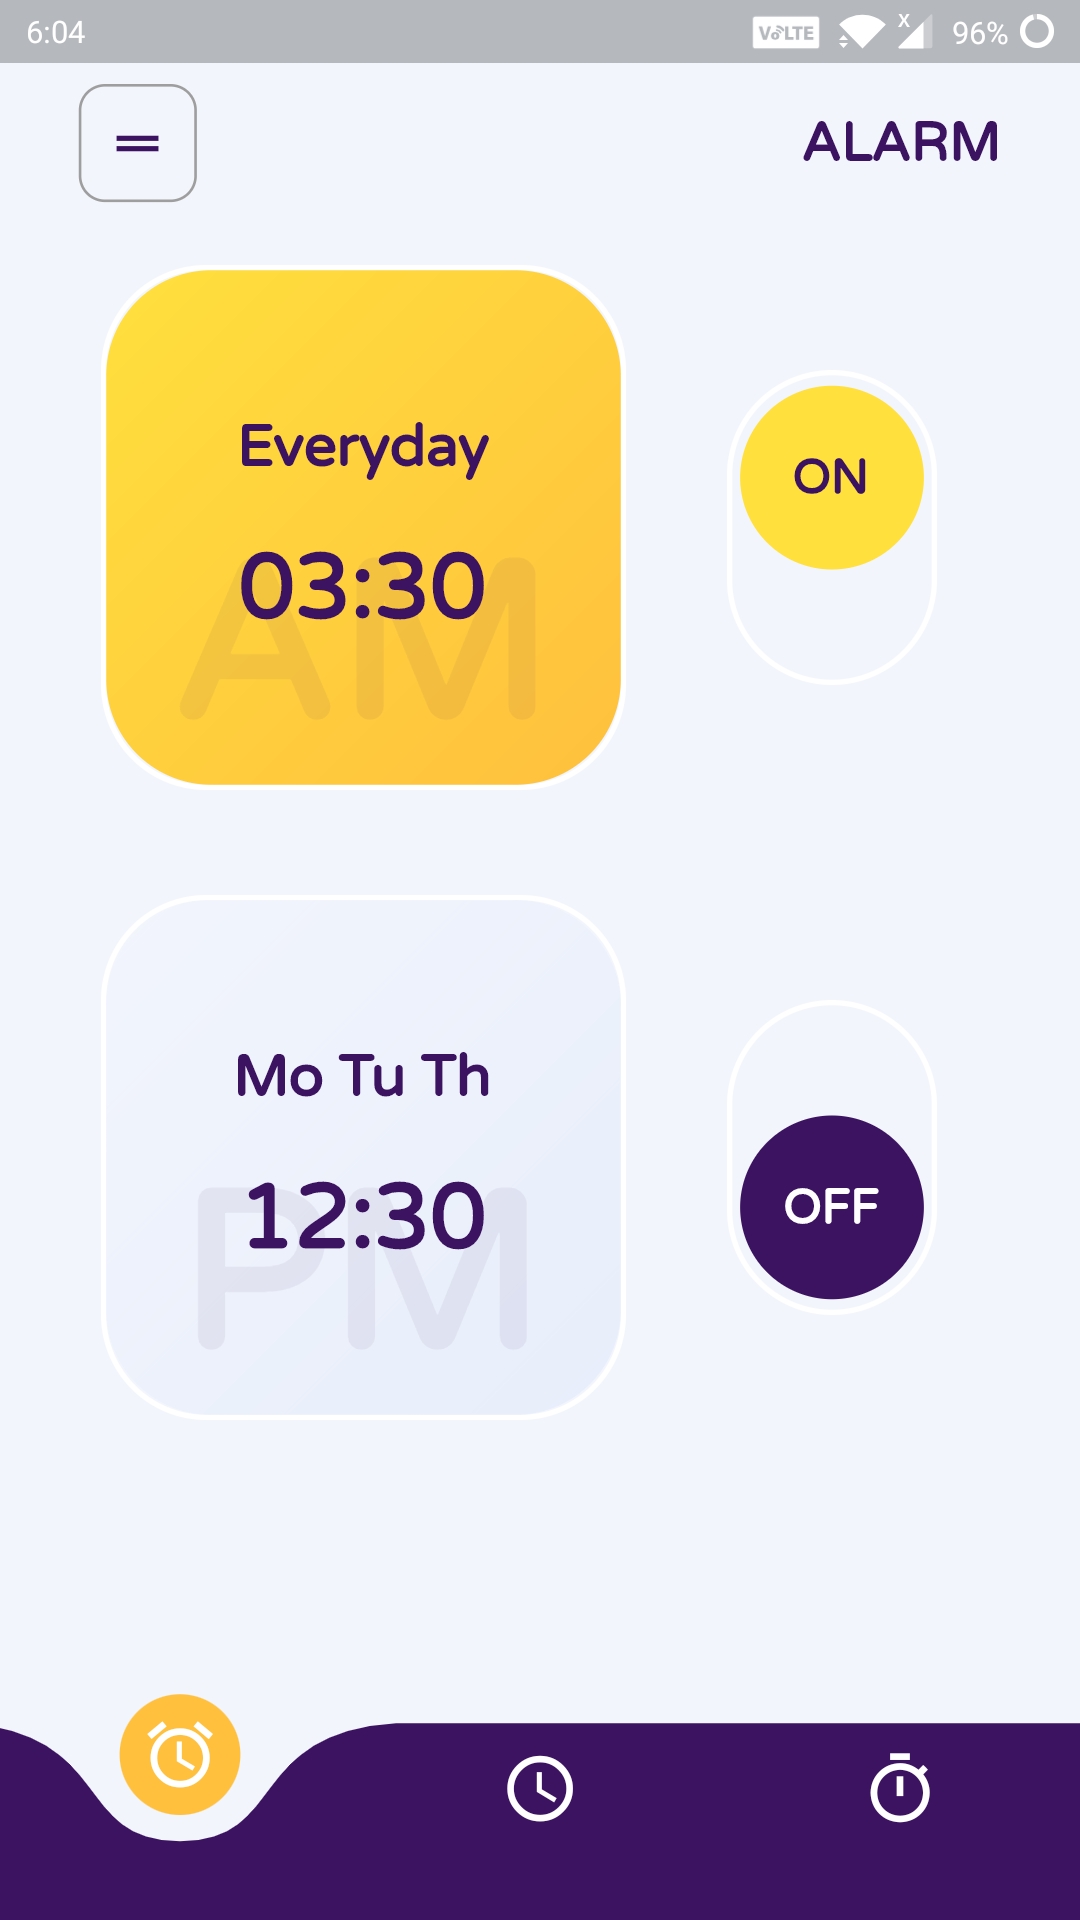 6:04 VoLTE X 96%
ALARM
Everyday
03:30
AM
ON
Mo Tu Th
12:30
PM
OFF